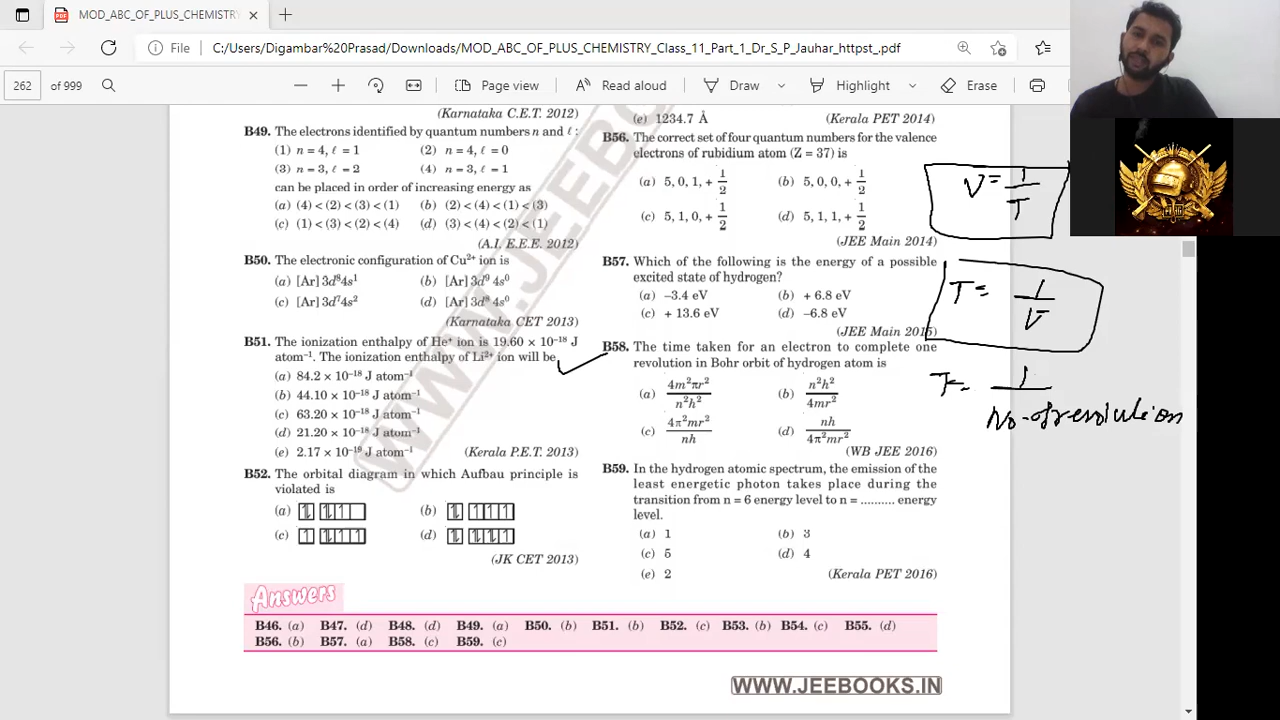 MOD_ABC_OF_PLUS_CHEMISTRY_
File
C:/Users/Digambar%20Prasad/Downloads/MOD_ABC_OF_PLUS_CHEMISTRY_Class_11_Part_1_Dr_S_P_Jauhar_httpst_.pdf
262 of 999
Page view
Read aloud
Draw
Highlight
Erase
(Karnataka C.E.T. 2012)
B49. The electrons identified by quantum numbers n and ℓ :
(1) n = 4, ℓ = 1 (2) n = 4, ℓ = 0
(3) n = 3, ℓ = 2 (4) n = 3, ℓ = 1
can be placed in order of increasing energy as
(a) (4) < (2) < (3) < (1) (b) (2) < (4) < (1) < (3)
(c) (1) < (3) < (2) < (4) (d) (3) < (4) < (2) < (1)
(A.I. E.E.E. 2012)
B50. The electronic configuration of Cu²⁺ ion is
(a) [Ar] 3d⁸4s¹ (b) [Ar] 3d⁹ 4s⁰
(c) [Ar] 3d⁷4s² (d) [Ar] 3d⁸ 4s⁰
(Karnataka CET 2013)
B51. The ionization enthalpy of He⁺ ion is 19.60 × 10⁻¹⁸ J
atom⁻¹. The ionization enthalpy of Li²⁺ ion will be
(a) 84.2 × 10⁻¹⁸ J atom⁻¹
(b) 44.10 × 10⁻¹⁸ J atom⁻¹
(c) 63.20 × 10⁻¹⁸ J atom⁻¹
(d) 21.20 × 10⁻¹⁸ J atom⁻¹
(e) 2.17 × 10⁻¹⁸ J atom⁻¹ (Kerala P.E.T. 2013)
B52. The orbital diagram in which Aufbau principle is
violated is
(a) (b)
(c) (d)
(JK CET 2013)
(e) 1234.7 Å (Kerala PET 2014)
B56. The correct set of four quantum numbers for the valence
electrons of rubidium atom (Z = 37) is
(a) 5, 0, 1, + 1/2 (b) 5, 0, 0, + 1/2
(c) 5, 1, 0, + 1/2 (d) 5, 1, 1, + 1/2
(JEE Main 2014)
B57. Which of the following is the energy of a possible
excited state of hydrogen?
(a) –3.4 eV (b) + 6.8 eV
(c) + 13.6 eV (d) –6.8 eV
(JEE Main 2015)
B58. The time taken for an electron to complete one
revolution in Bohr orbit of hydrogen atom is
(a) 4m²πr²/n²h² (b) n²h²/4mr²
(c) 4π²mr²/nh (d) nh/4π²mr²
(WB JEE 2016)
B59. In the hydrogen atomic spectrum, the emission of the
least energetic photon takes place during the
transition from n = 6 energy level to n = .......... energy
level.
(a) 1 (b) 3
(c) 5 (d) 4
(e) 2 (Kerala PET 2016)
Answers
B46. (a) B47. (d) B48. (d) B49. (a) B50. (b) B51. (b) B52. (c) B53. (b) B54. (c) B55. (d)
B56. (b) B57. (a) B58. (c) B59. (c)
WWW.JEEBOOKS.IN
ν = 1/T
T = 1/ν
T = 1/No-of revolution